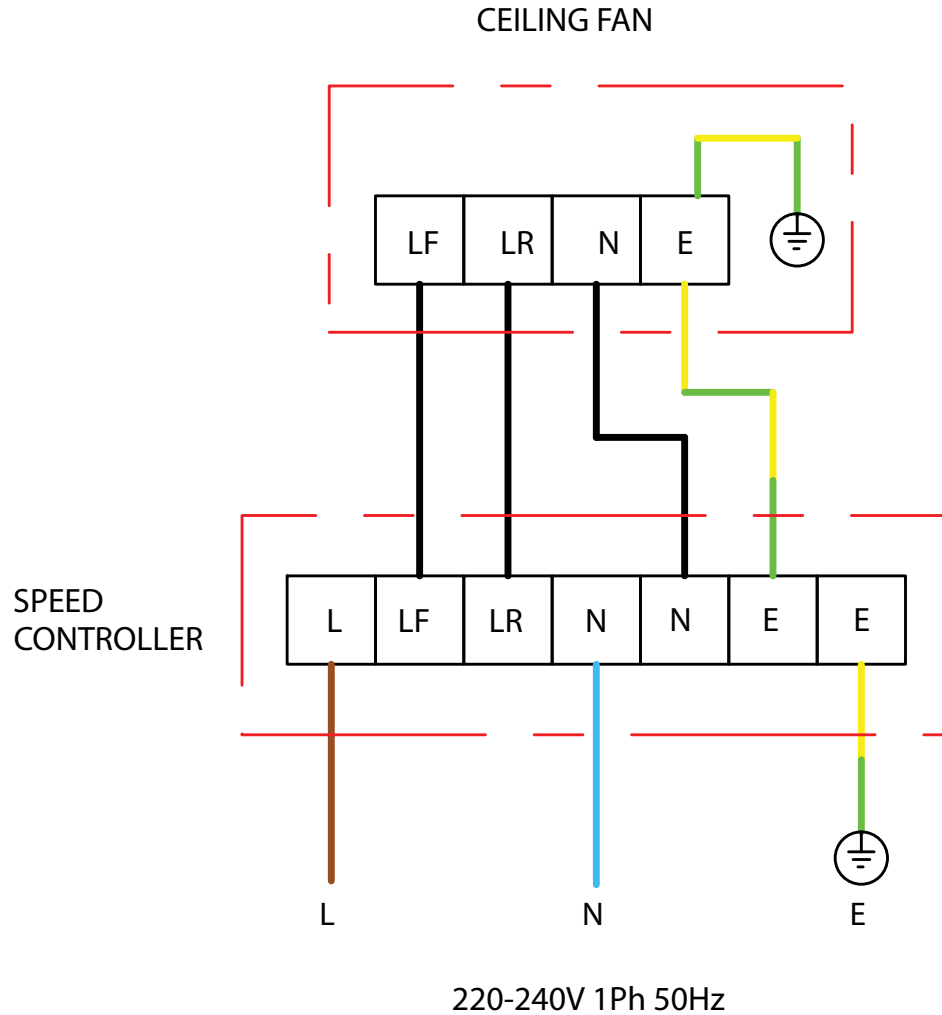 CEILING FAN
LF LR N E
SPEED
CONTROLLER
L LF LR N N E E
L N E
220-240V 1Ph 50Hz